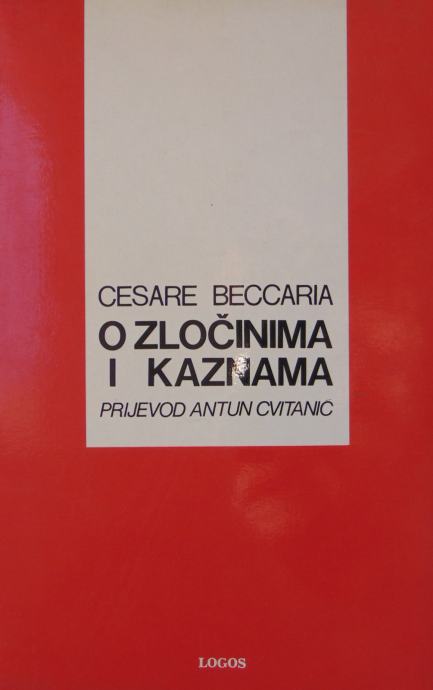 CESARE BECCARIA
O ZLOČINIMA
I KAZNAMA
PRIJEVOD ANTUN CVITANIĆ
LOGOS